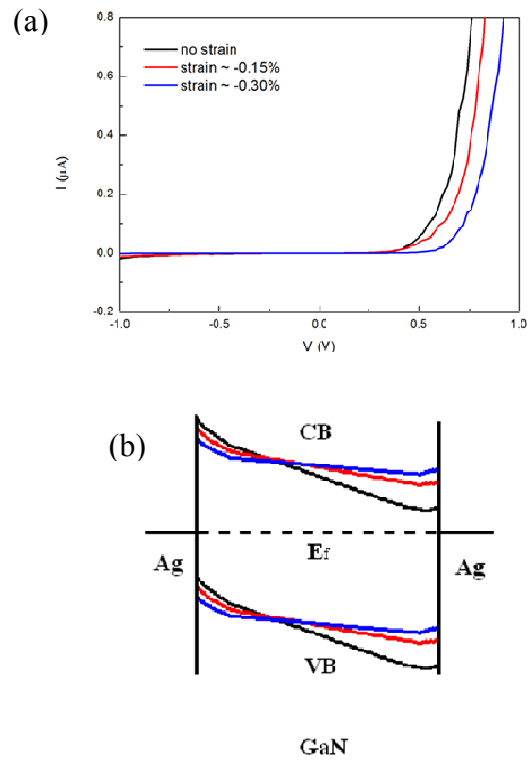 (a)
0.8
no strain
strain ~ -0.15%
strain ~ -0.30%
0.6
0.4
I (μA)
0.2
0.0
-0.2
-1.0 -0.5 0.0 0.5 1.0
V (V)
(b)
CB
Ag
Ef
Ag
VB
GaN